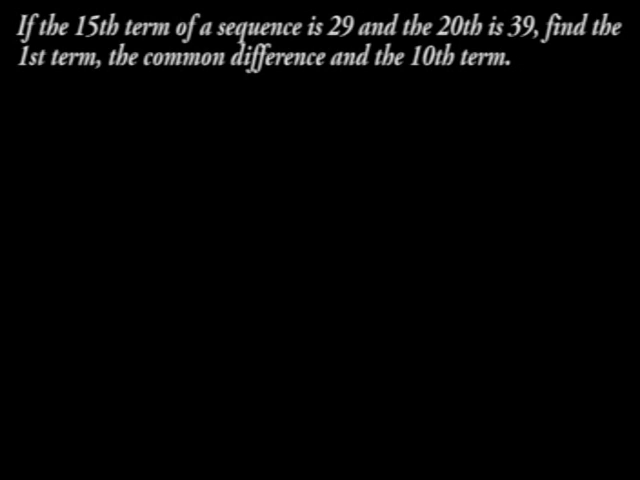 If the 15th term of a sequence is 29 and the 20th is 39, find the
1st term, the common difference and the 10th term.